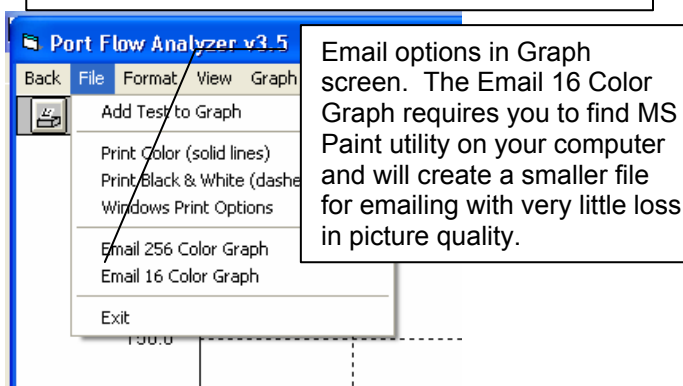 Port Flow Analyzer v3.5
Back File Format View Graph
Add Test to Graph
Print Color (solid lines)
Print Black & White (dashe
Windows Print Options
Email 256 Color Graph
Email 16 Color Graph
Exit
Email options in Graph
screen. The Email 16 Color
Graph requires you to find MS
Paint utility on your computer
and will create a smaller file
for emailing with very little loss
in picture quality.